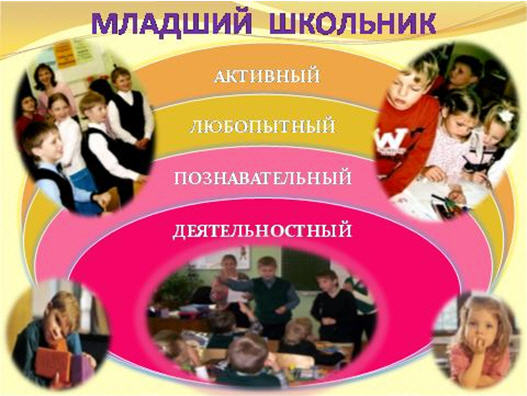 МЛАДШИЙ ШКОЛЬНИК
АКТИВНЫЙ
ЛЮБОПЫТНЫЙ
ПОЗНАВАТЕЛЬНЫЙ
ДЕЯТЕЛЬНОСТНЫЙ